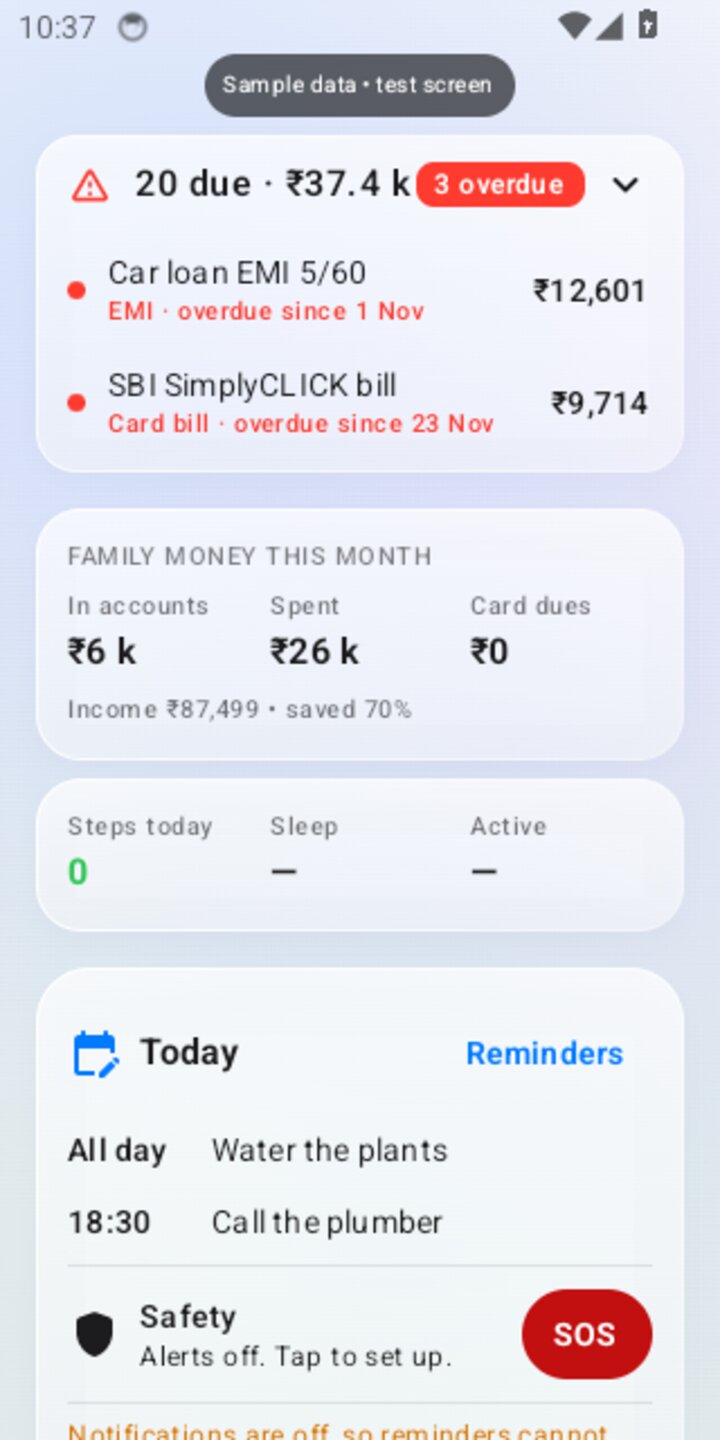 10:37
Sample data • test screen
20 due · ₹37.4 k 3 overdue
Car loan EMI 5/60
₹12,601
EMI · overdue since 1 Nov
SBI SimplyCLICK bill
₹9,714
Card bill · overdue since 23 Nov
FAMILY MONEY THIS MONTH
In accounts Spent Card dues
₹6 k ₹26 k ₹0
Income ₹87,499 • saved 70%
Steps today Sleep Active
0 – –
Today Reminders
All day Water the plants
18:30 Call the plumber
Safety
Alerts off. Tap to set up.
SOS
Notifications are off, so reminders cannot